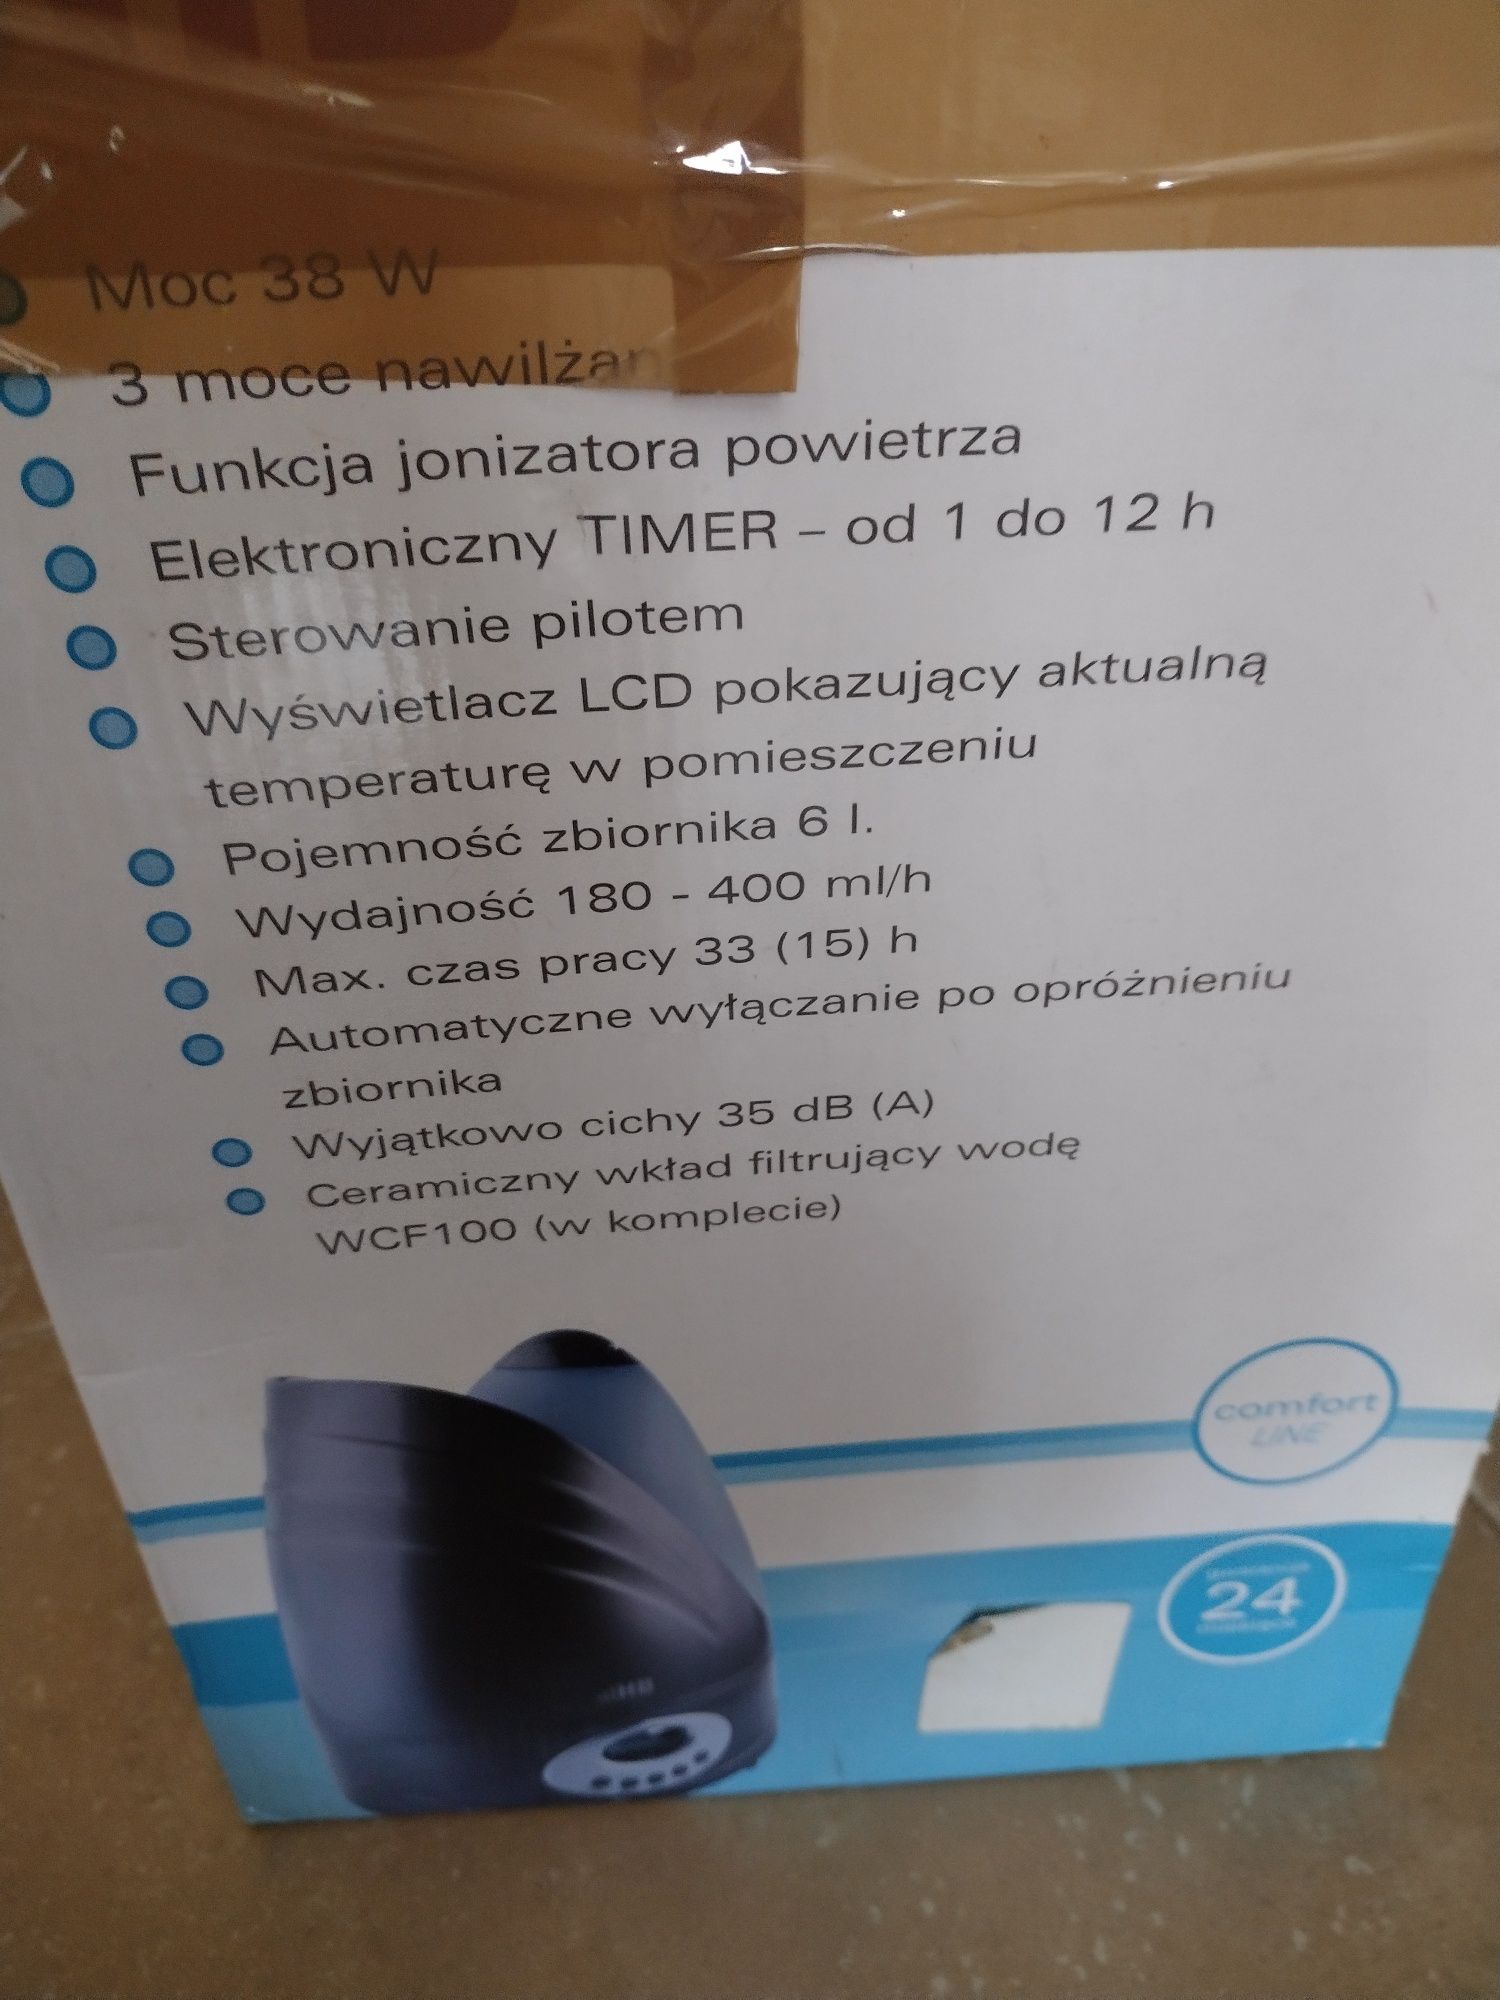 Moc 38 W
3 moce nawilżan
Funkcja jonizatora powietrza
Elektroniczny TIMER – od 1 do 12 h
Sterowanie pilotem
Wyświetlacz LCD pokazujący aktualną
temperaturę w pomieszczeniu
Pojemność zbiornika 6 l.
Wydajność 180 - 400 ml/h
Max. czas pracy 33 (15) h
Automatyczne wyłączanie po opróżnieniu
zbiornika
Wyjątkowo cichy 35 dB (A)
Ceramiczny wkład filtrujący wodę
WCF100 (w komplecie)
comfort
LINE
24